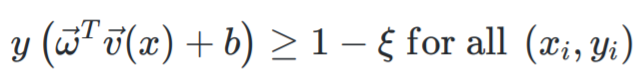 y (ω⃗ᵀ v⃗(x) + b) ≥ 1 − ξ for all (xᵢ, yᵢ)